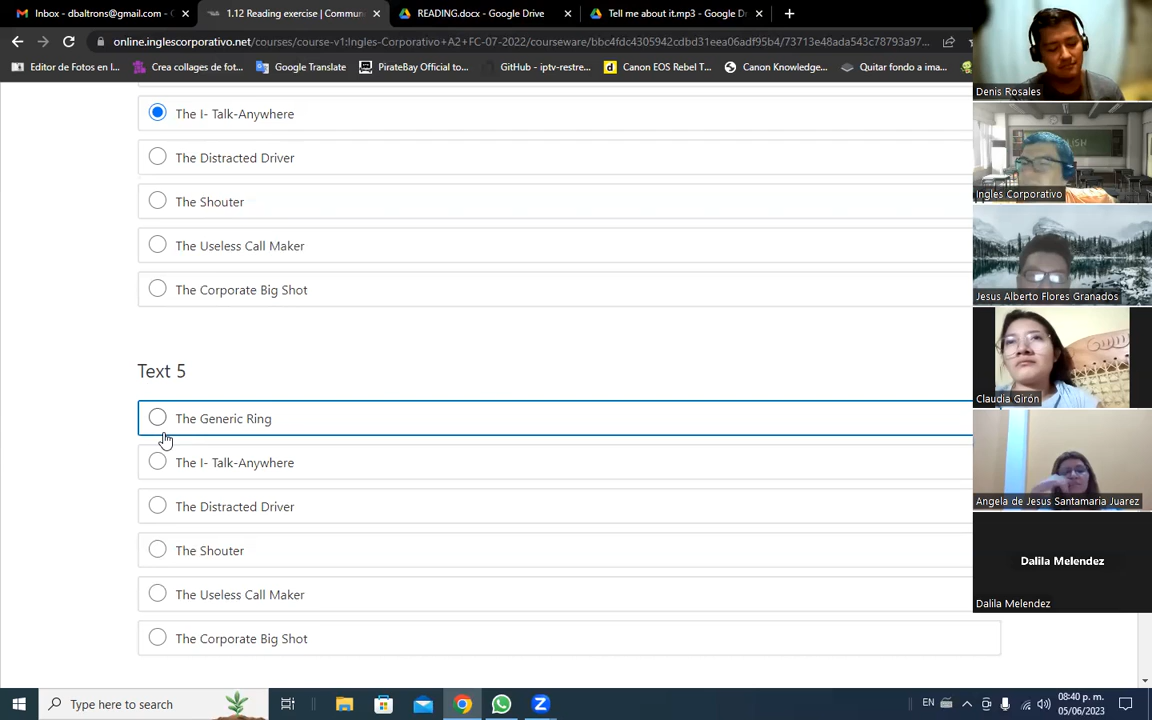 Inbox - dbaltrons@gmail.com -
1.12 Reading exercise | Commun
READING.docx - Google Drive
Tell me about it.mp3 - Google D
online.inglescorporativo.net/courses/course-v1:Ingles-Corporativo+A2+FC-07-2022/courseware/bbc4fdc4305942cdbd31eea06adf95b4/73713e48ada543c78793a97...
Editor de Fotos en l...
Crea collages de fot...
Google Translate
PirateBay Official to...
GitHub - iptv-restre...
Canon EOS Rebel T...
Canon Knowledge...
Quitar fondo a ima...
The I- Talk-Anywhere
The Distracted Driver
The Shouter
The Useless Call Maker
The Corporate Big Shot
Text 5
The Generic Ring
The I- Talk-Anywhere
The Distracted Driver
The Shouter
The Useless Call Maker
The Corporate Big Shot
Denis Rosales
Ingles Corporativo
Jesus Alberto Flores Granados
Claudia Girón
Angela de Jesus Santamaria Juarez
Dalila Melendez
Dalila Melendez
Type here to search
EN
08:40 p. m.
05/06/2023